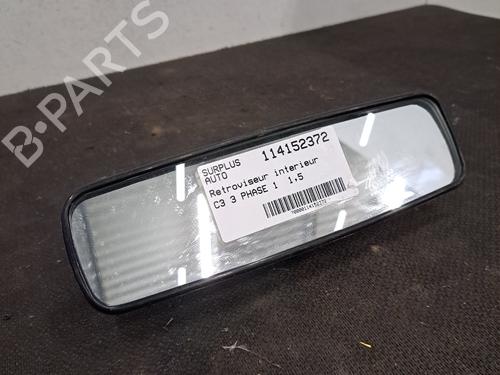 B-PARTS
SURPLUS AUTO 114152372
Retroviseur interieur
C3 3 PHASE 1 1,5